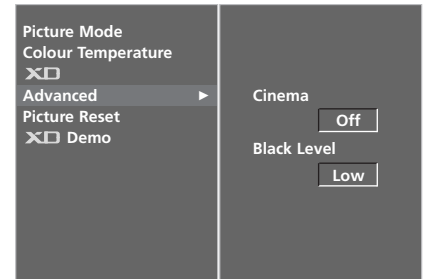 Picture Mode
Colour Temperature
XD
Advanced ►
Picture Reset
XD Demo
Cinema
Off
Black Level
Low